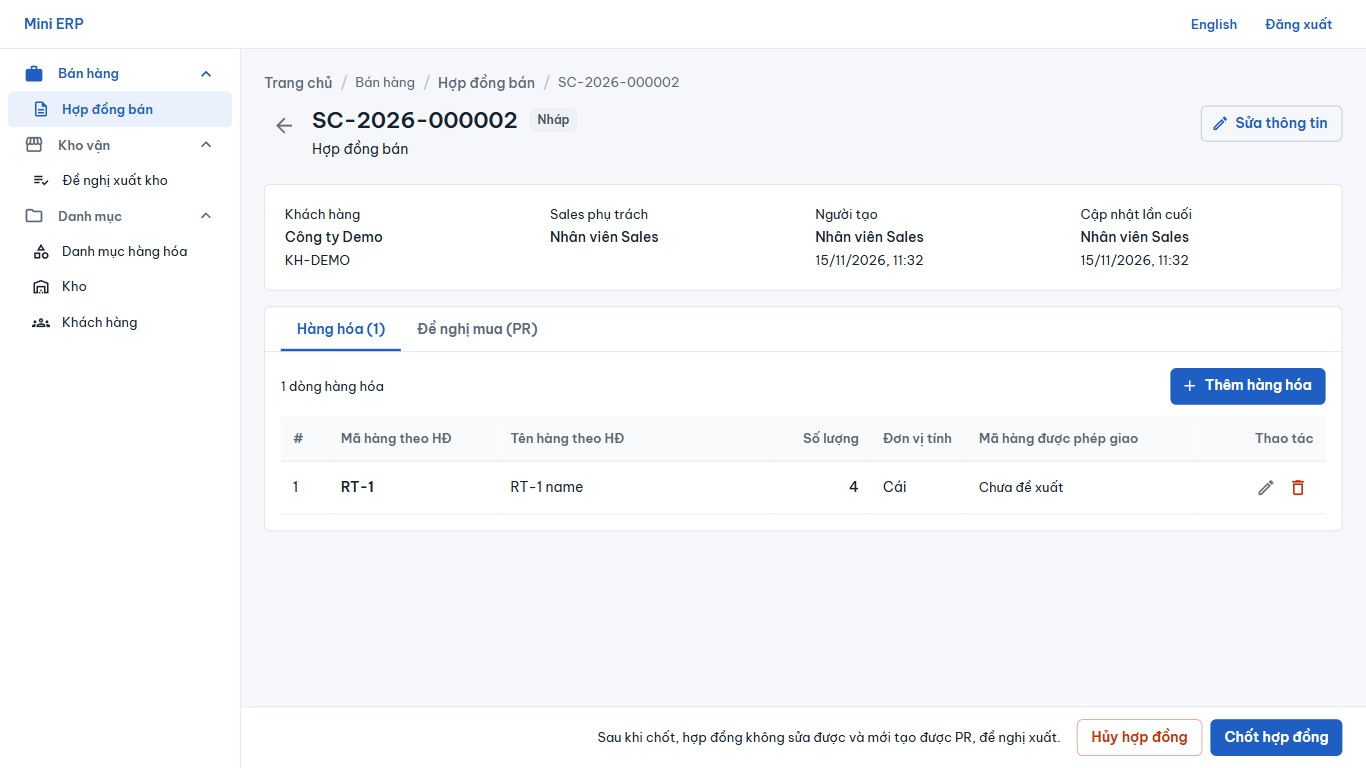 Mini ERP
English
Đăng xuất
Bán hàng
Hợp đồng bán
Kho vận
Đề nghị xuất kho
Danh mục
Danh mục hàng hóa
Kho
Khách hàng
Trang chủ / Bán hàng / Hợp đồng bán / SC-2026-000002
SC-2026-000002 Nháp
Hợp đồng bán
Sửa thông tin
Khách hàng
Công ty Demo
KH-DEMO
Sales phụ trách
Nhân viên Sales
Người tạo
Nhân viên Sales
15/11/2026, 11:32
Cập nhật lần cuối
Nhân viên Sales
15/11/2026, 11:32
Hàng hóa (1)
Đề nghị mua (PR)
1 dòng hàng hóa
+ Thêm hàng hóa
# Mã hàng theo HĐ Tên hàng theo HĐ Số lượng Đơn vị tính Mã hàng được phép giao Thao tác
1 RT-1 RT-1 name 4 Cái Chưa đề xuất
Sau khi chốt, hợp đồng không sửa được và mới tạo được PR, đề nghị xuất.
Hủy hợp đồng
Chốt hợp đồng